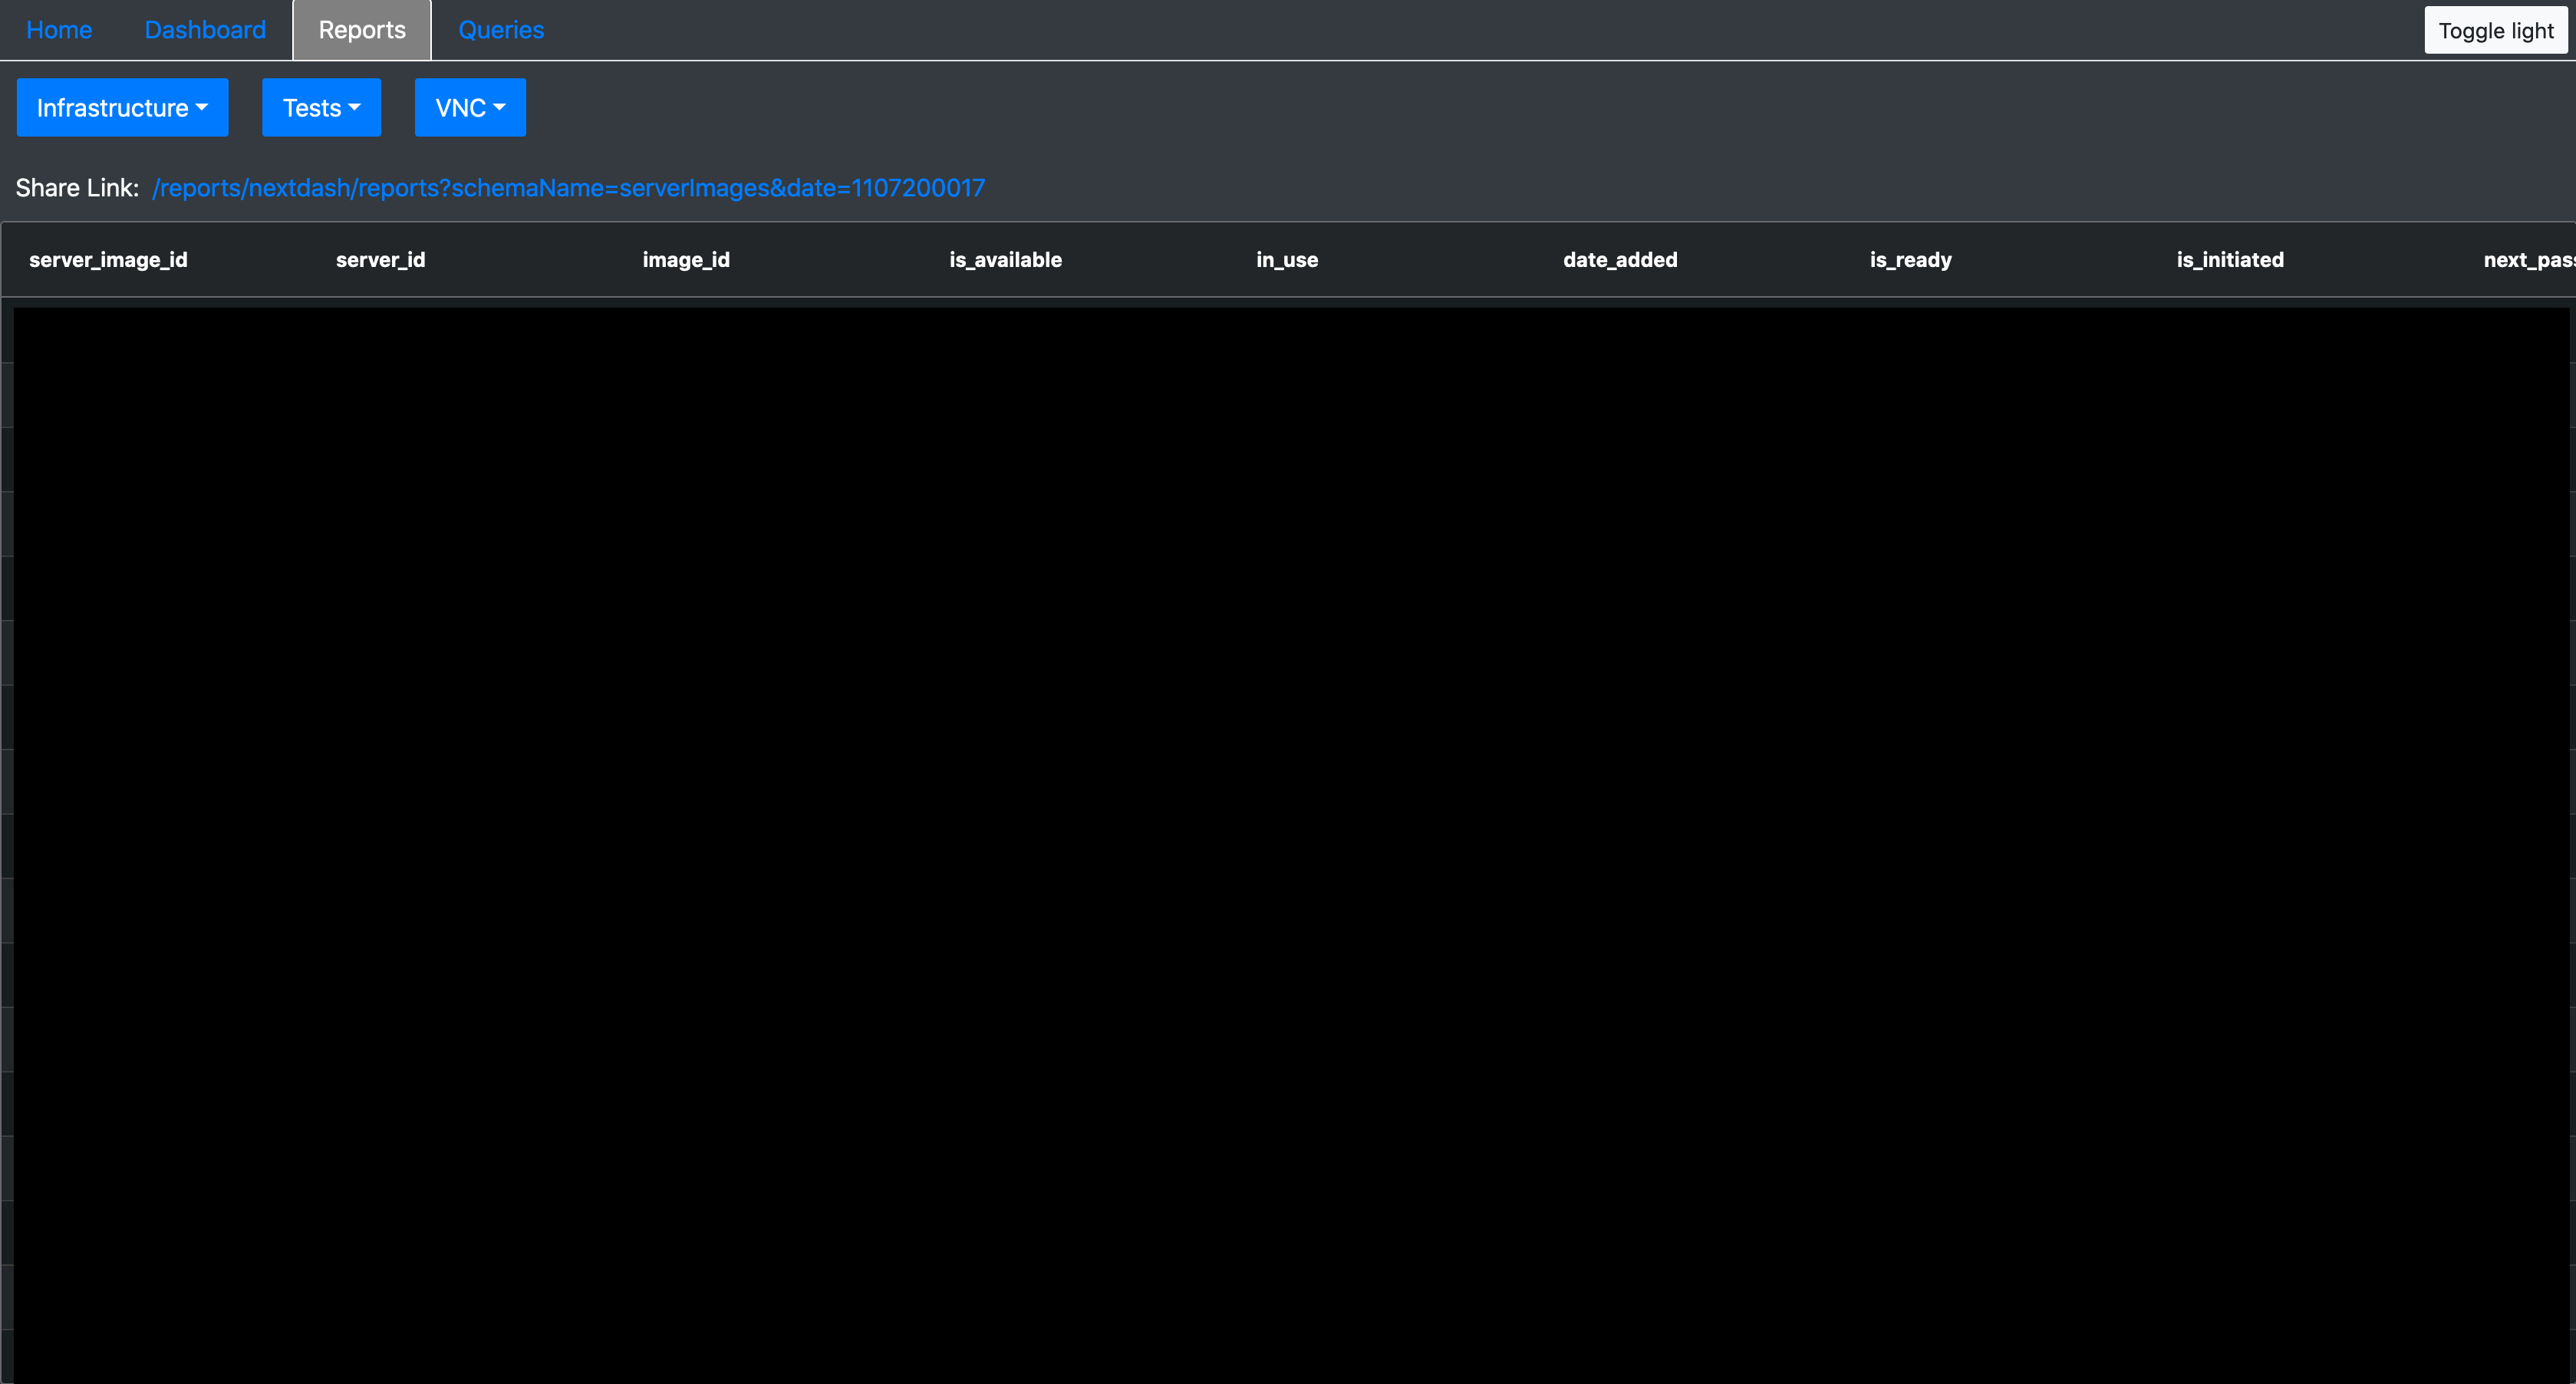 Home Dashboard Reports Queries Toggle light
Infrastructure Tests VNC
Share Link: /reports/nextdash/reports?schemaName=serverImages&date=1107200017
server_image_id server_id image_id is_available in_use date_added is_ready is_initiated next_pas